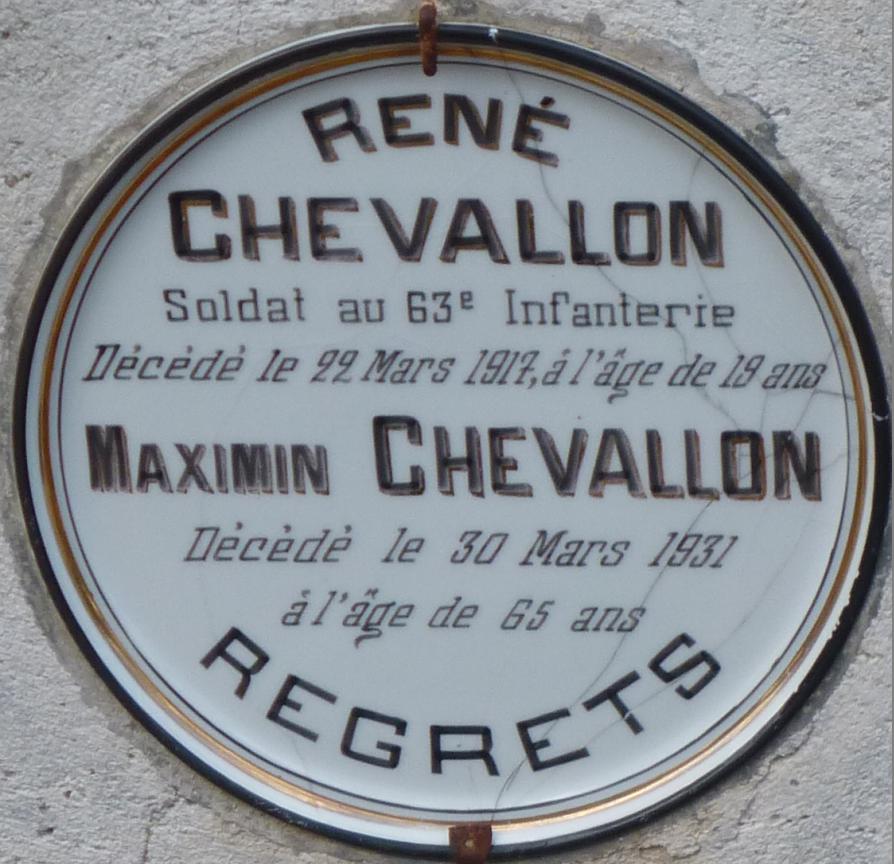 RENÉ
CHEVALLON
Soldat au 63e Infanterie
Décédé le 22 Mars 1917, á l'âge de 19 ans
MAXIMIN CHEVALLON
Décédé le 30 Mars 1931
á l'âge de 65 ans
REGRETS